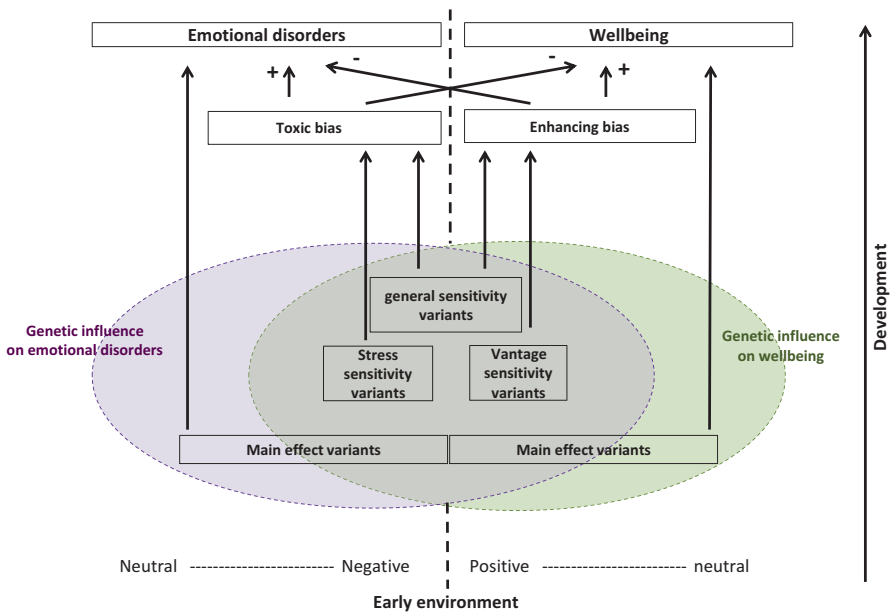 Emotional disorders
Wellbeing
+
-
-
+
Toxic bias
Enhancing bias
general sensitivity
variants
Genetic influence
on emotional disorders
Stress
sensitivity
variants
Vantage
sensitivity
variants
Genetic influence
on wellbeing
Development
Main effect variants
Main effect variants
Neutral ------------------------ Negative
Positive ----------------------- neutral
Early environment